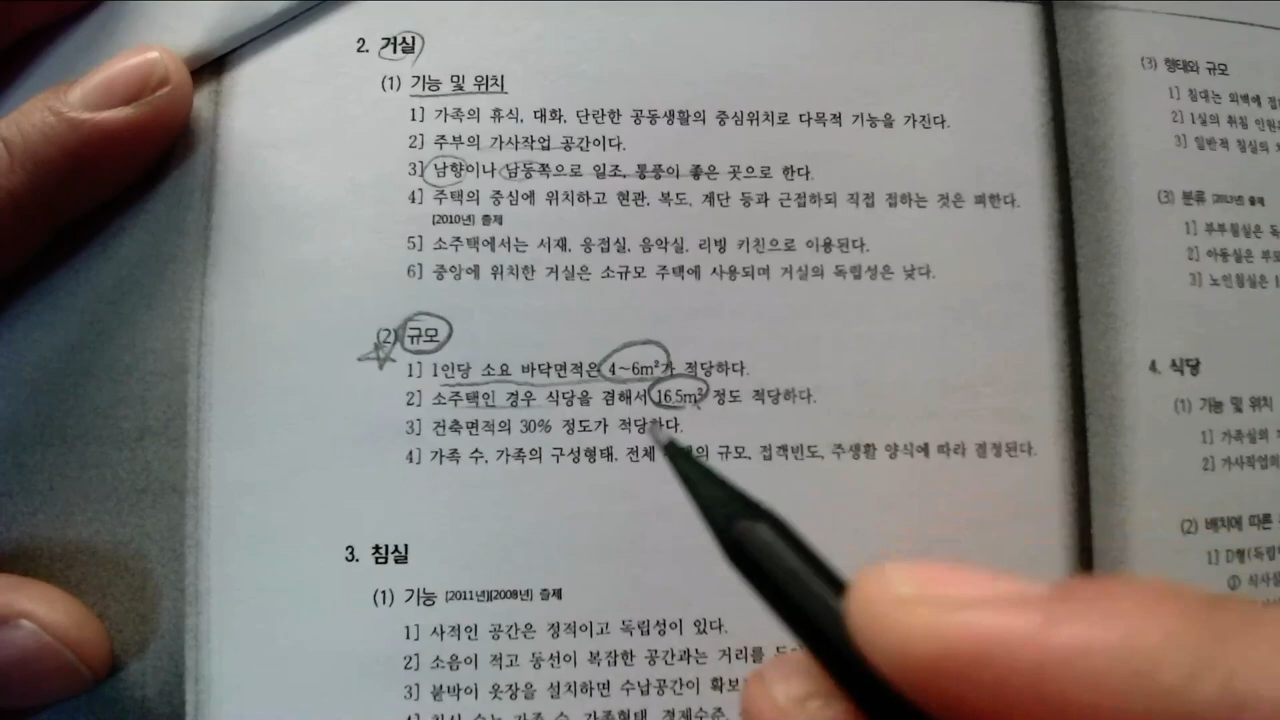 2. 거실
(1) 기능 및 위치
1] 가족의 휴식, 대화, 단란한 공동생활의 중심위치로 다목적 기능을 가진다.
2] 주부의 가사작업 공간이다.
3] 남향이나 남동쪽으로 일조, 통풍이 좋은 곳으로 한다.
4] 주택의 중심에 위치하고 현관, 복도, 계단 등과 근접하되 직접 접하는 것은 피한다.
[2010년] 출제
5] 소주택에서는 서재, 응접실, 음악실, 리빙 키친으로 이용된다.
6] 중앙에 위치한 거실은 소규모 주택에 사용되며 거실의 독립성은 낮다.
(2) 규모
1] 1인당 소요 바닥면적은 4~6m²가 적당하다.
2] 소주택인 경우 식당을 겸해서 16.5m² 정도 적당하다.
3] 건축면적의 30% 정도가 적당하다.
4] 가족 수, 가족의 구성형태, 전체 규모, 접객빈도, 주생활 양식에 따라 결정된다.
3. 침실
(1) 기능 [2011년][2008년] 출제
1] 사적인 공간은 정적이고 독립성이 있다.
2] 소음이 적고 동선이 복잡한 공간과는 거리를
3] 붙박이 옷장을 설치하면 수납공간이
4] 침실 수는 가족 수, 가족형태, 경제수준,
(3) 형태와 규모
1] 침대는 외벽에
2] 1실의 취침
3] 일반적 침실의
(3) 분류 [2013년] 출제
1] 부부침실은
2] 아동실은
3] 노인침실은
4. 식당
(1) 기능 및 위치
1] 가족실의
2] 가사작업의
(2) 배치에 따른
1] D형(독립
①